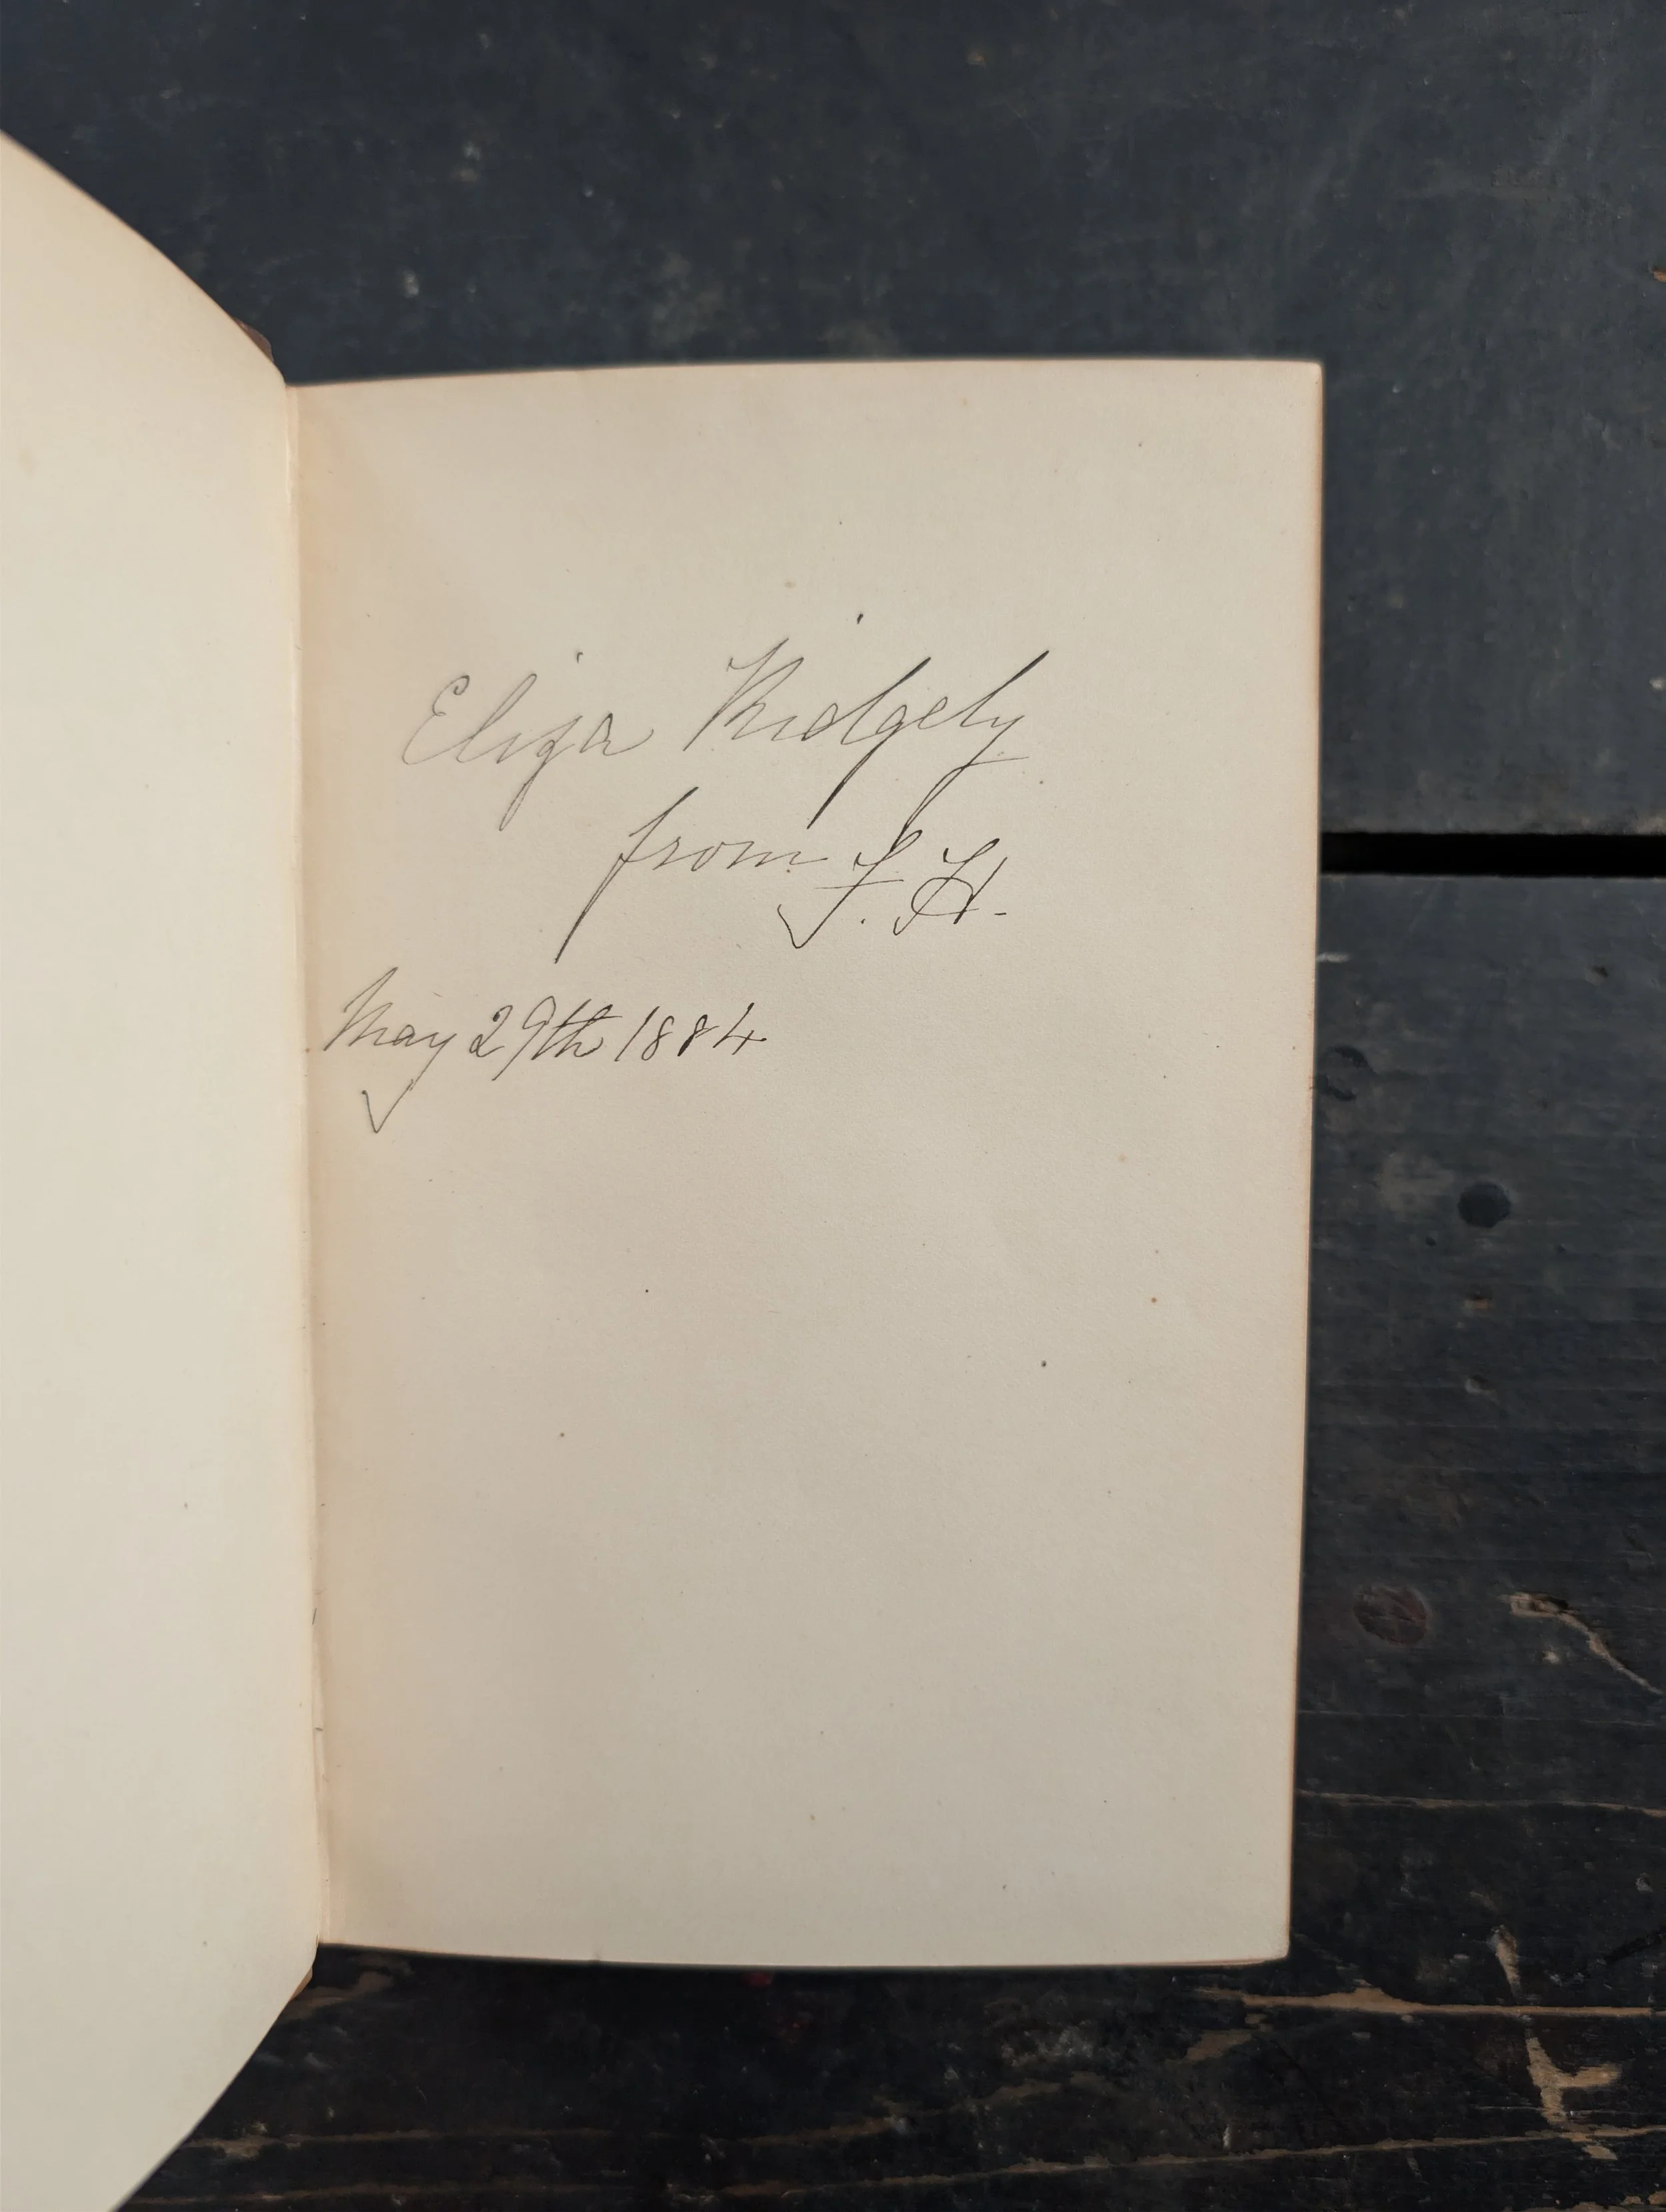 Eliza Ridgely
from F. H.
May 29th 1884